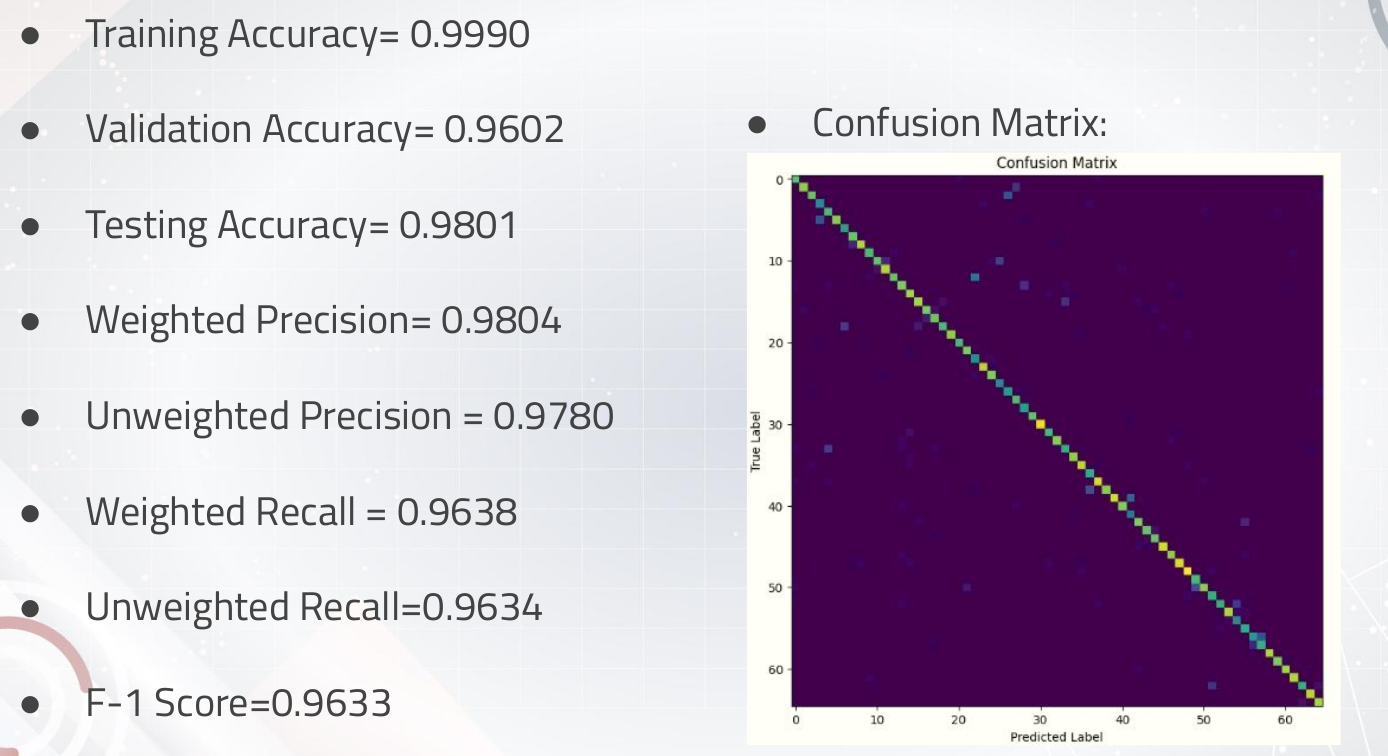 Training Accuracy= 0.9990
Validation Accuracy= 0.9602
Testing Accuracy= 0.9801
Weighted Precision= 0.9804
Unweighted Precision = 0.9780
Weighted Recall = 0.9638
Unweighted Recall=0.9634
F-1 Score=0.9633
Confusion Matrix:
Confusion Matrix
True Label
0
10
20
30
40
50
60
0 10 20 30 40 50 60
Predicted Label